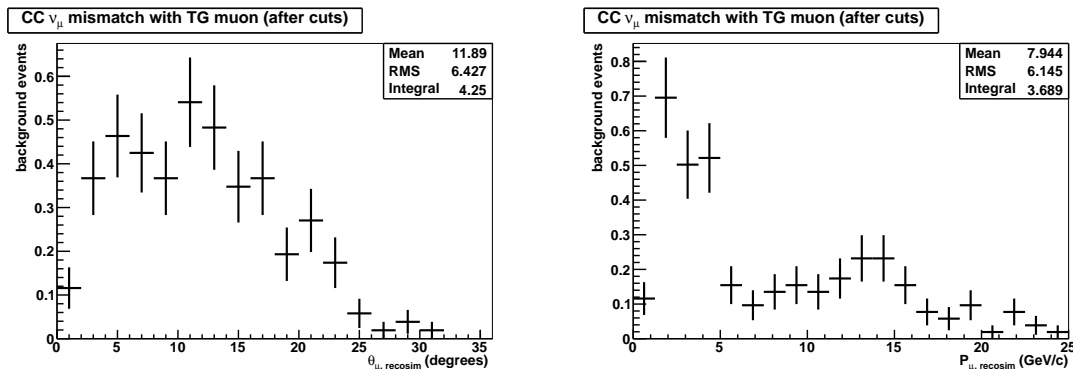 CC νμ mismatch with TG muon (after cuts)
Mean 11.89
RMS 6.427
Integral 4.25
background events
0.6
0.5
0.4
0.3
0.2
0.1
0
0 5 10 15 20 25 30 35
θμ, recosim (degrees)
CC νμ mismatch with TG muon (after cuts)
Mean 7.944
RMS 6.145
Integral 3.689
background events
0.8
0.7
0.6
0.5
0.4
0.3
0.2
0.1
0
0 5 10 15 20 25
Pμ, recosim (GeV/c)